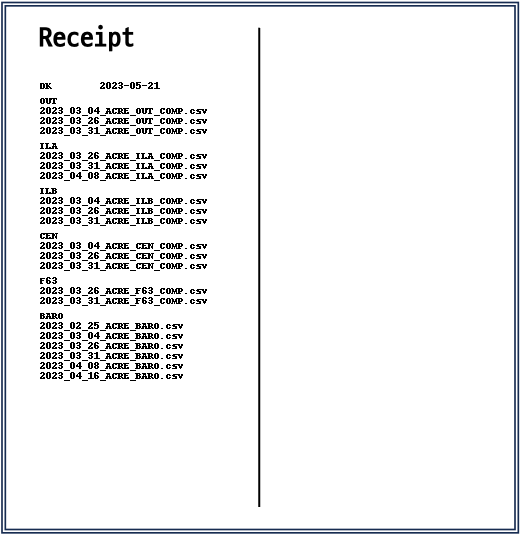 Receipt
DK 2023-05-21
OUT
2023_03_04_ACRE_OUT_COMP.csv
2023_03_26_ACRE_OUT_COMP.csv
2023_03_31_ACRE_OUT_COMP.csv
ILA
2023_03_26_ACRE_ILA_COMP.csv
2023_03_31_ACRE_ILA_COMP.csv
2023_04_08_ACRE_ILA_COMP.csv
ILB
2023_03_04_ACRE_ILB_COMP.csv
2023_03_26_ACRE_ILB_COMP.csv
2023_03_31_ACRE_ILB_COMP.csv
CEN
2023_03_04_ACRE_CEN_COMP.csv
2023_03_26_ACRE_CEN_COMP.csv
2023_03_31_ACRE_CEN_COMP.csv
F63
2023_03_26_ACRE_F63_COMP.csv
2023_03_31_ACRE_F63_COMP.csv
BARO
2023_02_25_ACRE_BARO.csv
2023_03_04_ACRE_BARO.csv
2023_03_26_ACRE_BARO.csv
2023_03_31_ACRE_BARO.csv
2023_04_08_ACRE_BARO.csv
2023_04_16_ACRE_BARO.csv